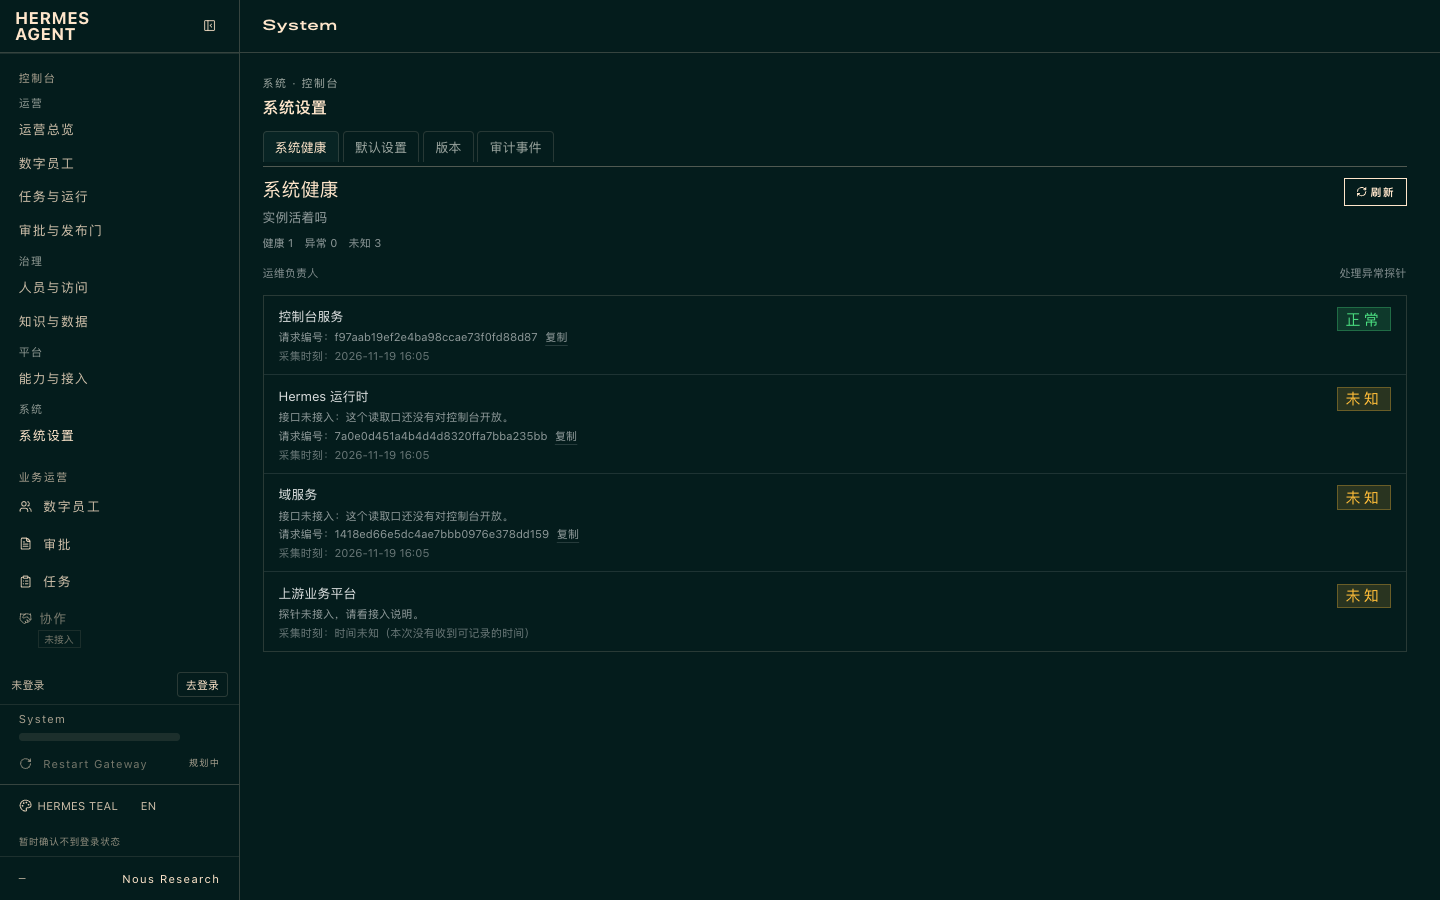 HERMES
AGENT
控制台
运营
运营总览
数字员工
任务与运行
审批与发布门
治理
人员与访问
知识与数据
平台
能力与接入
系统
系统设置
业务运营
数字员工
审批
任务
协作
未接入
未登录 去登录
System
Restart Gateway 规划中
HERMES TEAL EN
暂时确认不到登录状态
– Nous Research
System
系统 · 控制台
系统设置
系统健康 默认设置 版本 审计事件
系统健康 刷新
实例活着吗
健康 1 异常 0 未知 3
运维负责人 处理异常探针
控制台服务 正常
请求编号：f97aab19ef2e4ba98ccae73f0fd88d87 复制
采集时刻：2026-11-19 16:05
Hermes 运行时 未知
接口未接入：这个读取口还没有对控制台开放。
请求编号：7a0e0d451a4b4d4d8320ffa7bba235bb 复制
采集时刻：2026-11-19 16:05
域服务 未知
接口未接入：这个读取口还没有对控制台开放。
请求编号：1418ed66e5dc4ae7bbb0976e378dd159 复制
采集时刻：2026-11-19 16:05
上游业务平台 未知
探针未接入，请看接入说明。
采集时刻：时间未知（本次没有收到可记录的时间）